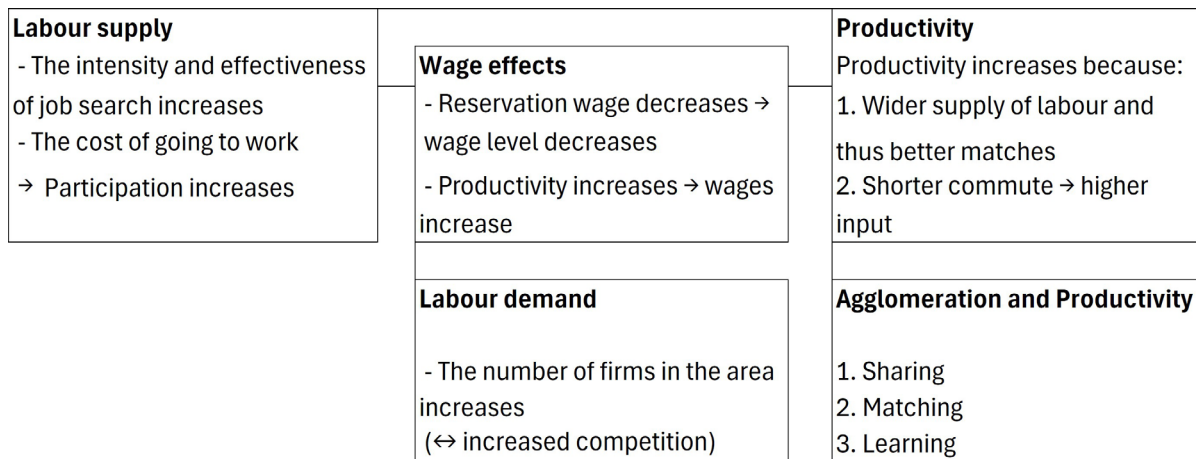 Labour supply
- The intensity and effectiveness
of job search increases
- The cost of going to work
→ Participation increases
Wage effects
- Reservation wage decreases →
wage level decreases
- Productivity increases → wages
increase
Productivity
Productivity increases because:
1. Wider supply of labour and
thus better matches
2. Shorter commute → higher
input
Labour demand
- The number of firms in the area
increases
(↔ increased competition)
Agglomeration and Productivity
1. Sharing
2. Matching
3. Learning